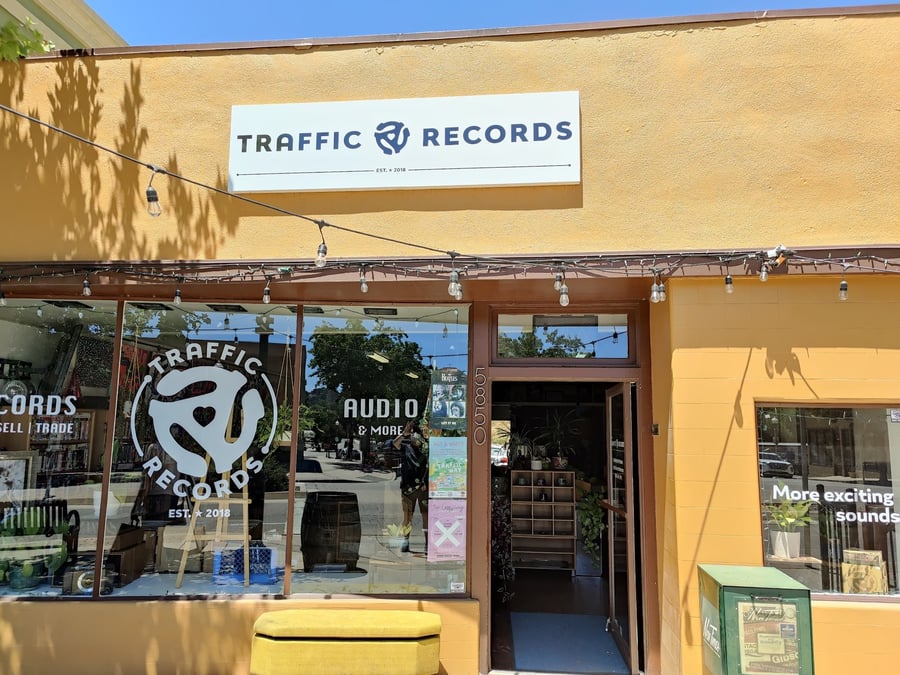 TRAFFIC RECORDS
EST. ★ 2018
CORDS
SELL | TRADE
TRAFFIC
RECORDS
EST. ★ 2018
AUDIO
& MORE
5850
More exciting
sounds